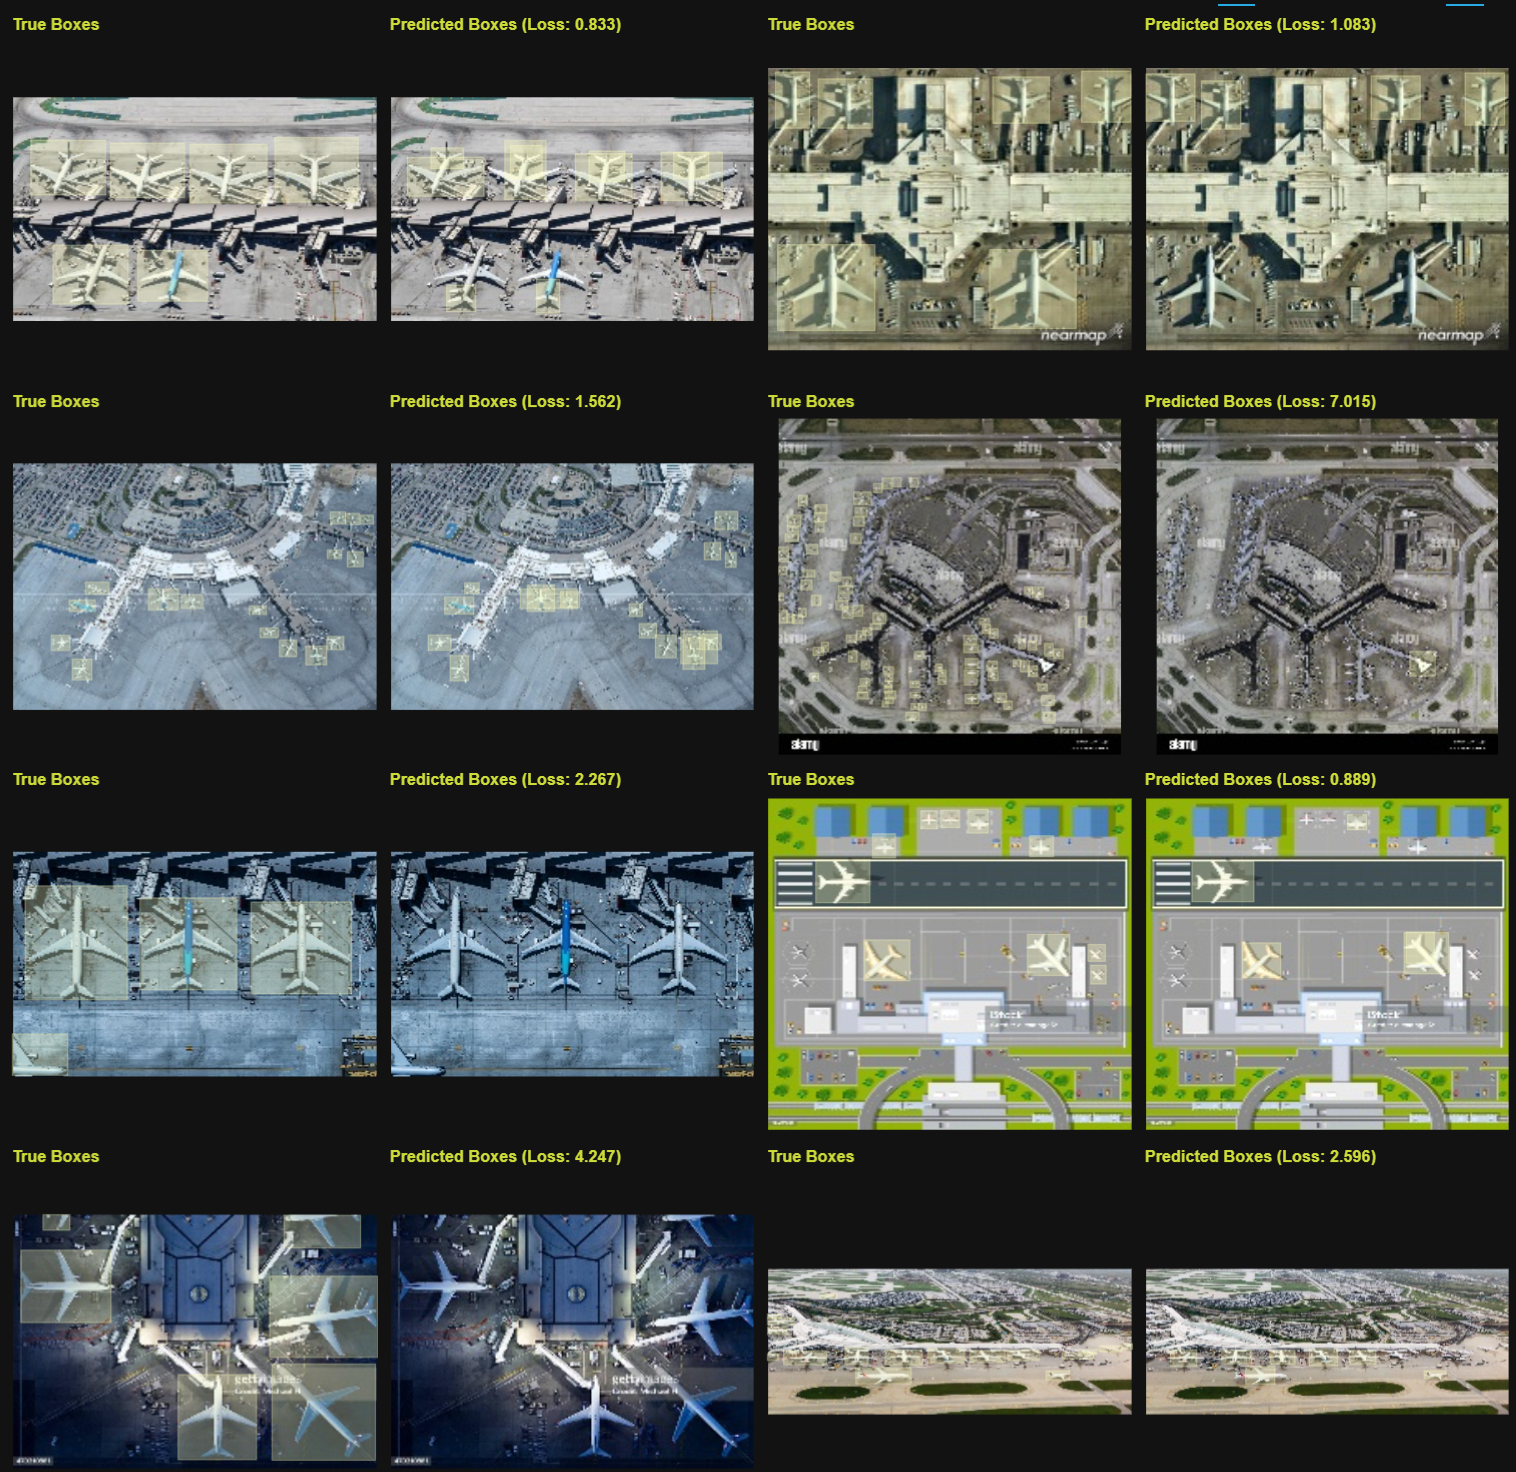 True Boxes
Predicted Boxes (Loss: 0.833)
True Boxes
Predicted Boxes (Loss: 1.083)
nearmap
nearmap
True Boxes
Predicted Boxes (Loss: 1.562)
True Boxes
Predicted Boxes (Loss: 7.015)
alamy
alamy
True Boxes
Predicted Boxes (Loss: 2.267)
True Boxes
Predicted Boxes (Loss: 0.889)
iStock
iStock
True Boxes
Predicted Boxes (Loss: 4.247)
True Boxes
Predicted Boxes (Loss: 2.596)
gettyimages
gettyimages